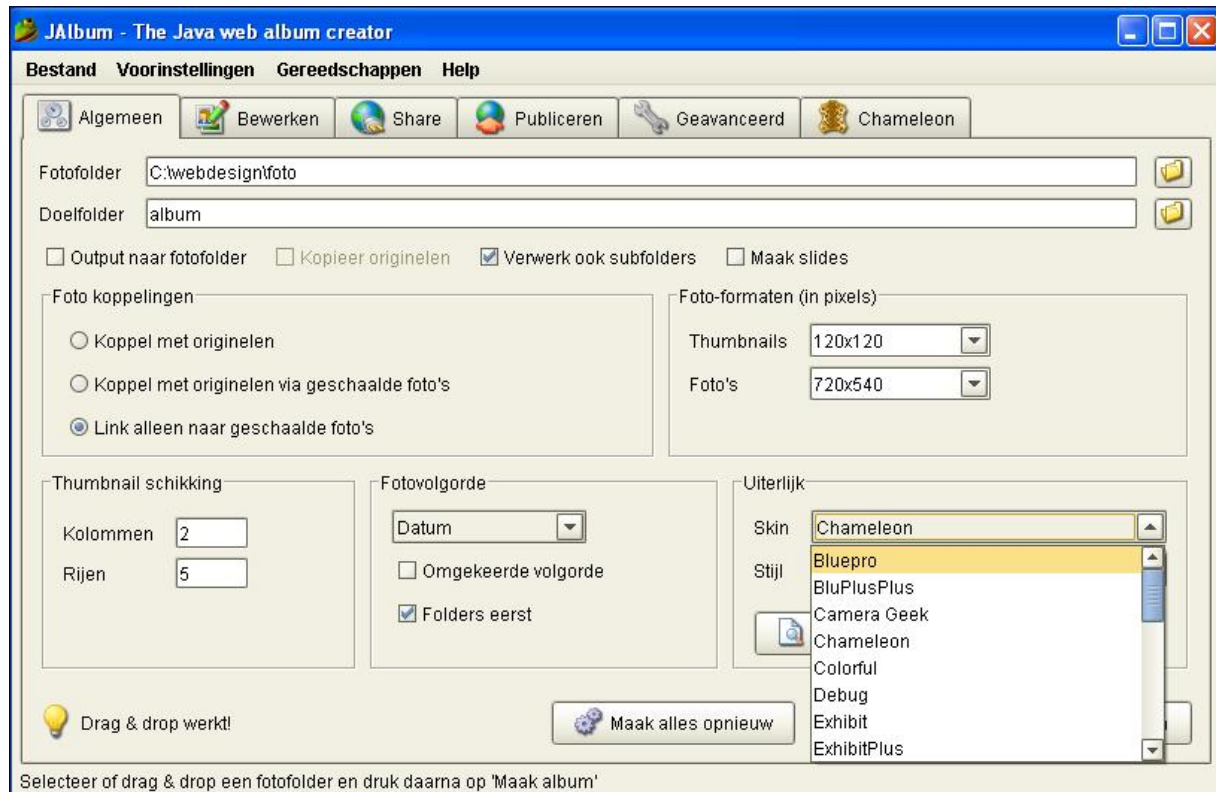 JAlbum - The Java web album creator
Bestand Voorinstellingen Gereedschappen Help
Algemeen Bewerken Share Publiceren Geavanceerd Chameleon
Fotofolder C:\webdesign\foto
Doelfolder album
Output naar fotofolder Kopieer originelen Verwerk ook subfolders Maak slides
Foto koppelingen
Koppel met originelen
Koppel met originelen via geschaalde foto's
Link alleen naar geschaalde foto's
Foto-formaten (in pixels)
Thumbnails 120x120
Foto's 720x540
Thumbnail schikking
Kolommen 2
Rijen 5
Fotovolgorde
Datum
Omgekeerde volgorde
Folders eerst
Uiterlijk
Skin Chameleon
Stijl
Bluepro
BluPlusPlus
Camera Geek
Chameleon
Colorful
Debug
Exhibit
ExhibitPlus
Drag & drop werkt!
Maak alles opnieuw
Selecteer of drag & drop een fotofolder en druk daarna op 'Maak album'